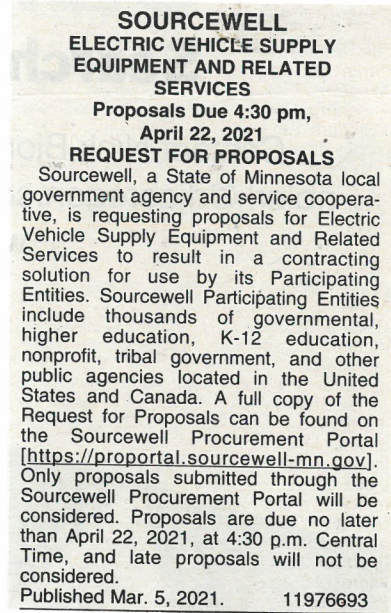 SOURCEWELL
ELECTRIC VEHICLE SUPPLY
EQUIPMENT AND RELATED
SERVICES
Proposals Due 4:30 pm,
April 22, 2021
REQUEST FOR PROPOSALS
Sourcewell, a State of Minnesota local
government agency and service coopera-
tive, is requesting proposals for Electric
Vehicle Supply Equipment and Related
Services to result in a contracting
solution for use by its Participating
Entities. Sourcewell Participating Entities
include thousands of governmental,
higher education, K-12 education,
nonprofit, tribal government, and other
public agencies located in the United
States and Canada. A full copy of the
Request for Proposals can be found on
the Sourcewell Procurement Portal
[https://proportal.sourcewell-mn.gov].
Only proposals submitted through the
Sourcewell Procurement Portal will be
considered. Proposals are due no later
than April 22, 2021, at 4:30 p.m. Central
Time, and late proposals will not be
considered.
Published Mar. 5, 2021. 11976693